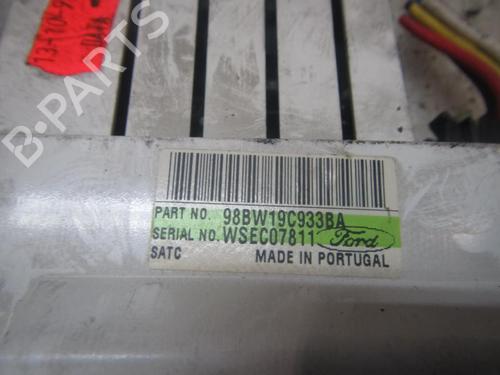 B-PARTS
PART NO. 98BW19C933BA
SERIAL NO. WSEC07811 Ford
SATC MADE IN PORTUGAL